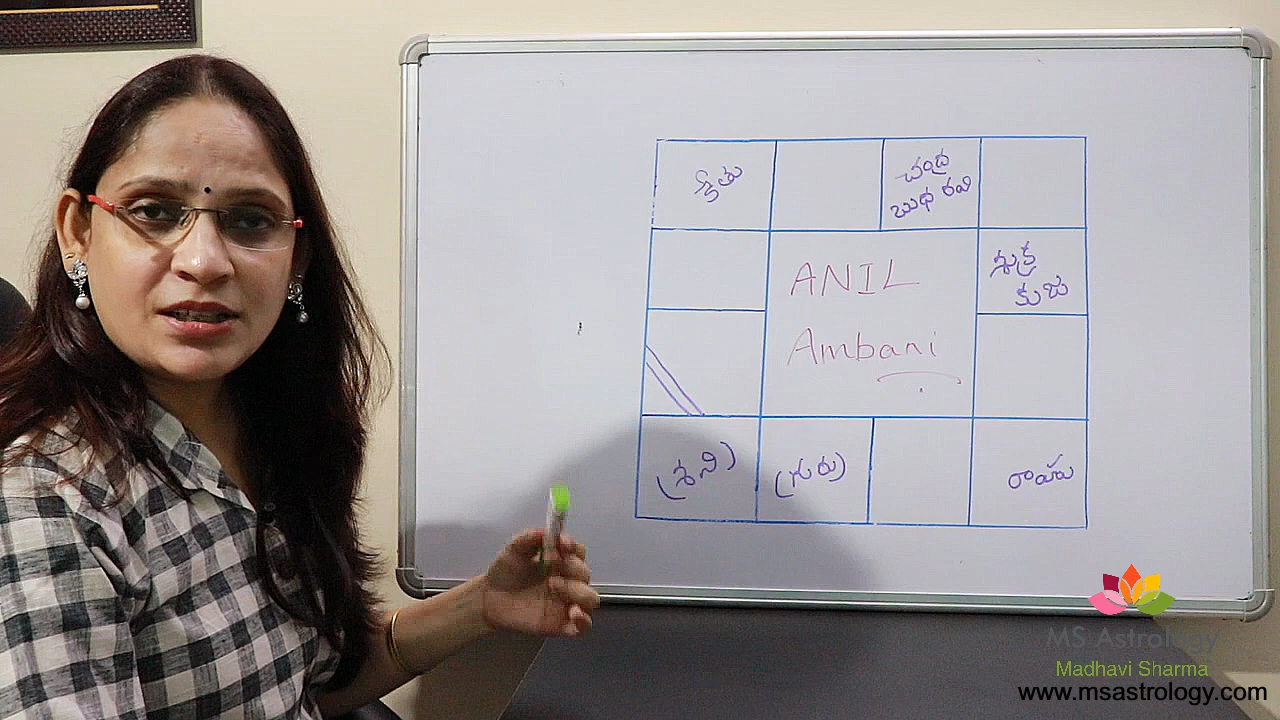 కేతు
చంద్ర
బుధ రవి
శుక్ర
కుజ
ANIL
Ambani
(శని)
(గురు)
రాహు
MS Astrology
Madhavi Sharma
www.msastrology.com